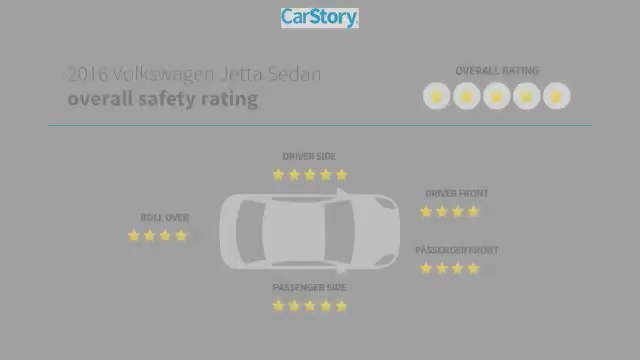 CarStory.
2016 Volkswagen Jetta Sedan
overall safety rating
OVERALL RATING
DRIVER SIDE
DRIVER FRONT
ROLL OVER
PASSENGER FRONT
PASSENGER SIDE